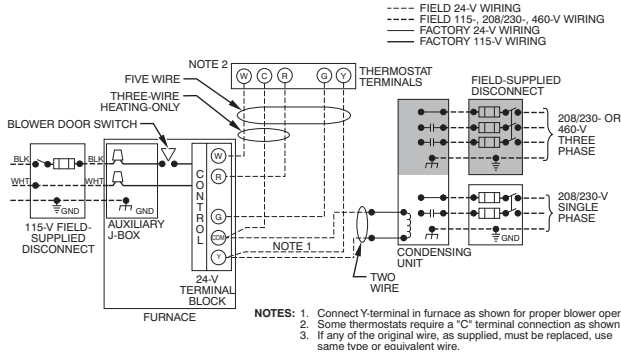 FIELD 24-V WIRING
FIELD 115-, 208/230-, 460-V WIRING
FACTORY 24-V WIRING
FACTORY 115-V WIRING
NOTE 2
W C R G Y
THERMOSTAT
TERMINALS
FIVE WIRE
THREE-WIRE
HEATING-ONLY
BLOWER DOOR SWITCH
FIELD-SUPPLIED
DISCONNECT
208/230- OR
460-V
THREE
PHASE
BLK
BLK
WHT
WHT
GND
GND
115-V FIELD-
SUPPLIED
DISCONNECT
AUXILIARY
J-BOX
CONTROL
W
R
G
COM
Y
24-V
TERMINAL
BLOCK
FURNACE
NOTE 1
TWO
WIRE
CONDENSING
UNIT
GND
208/230-V
SINGLE
PHASE
NOTES: 1. Connect Y-terminal in furnace as shown for proper blower oper
2. Some thermostats require a "C" terminal connection as shown
3. If any of the original wire, as supplied, must be replaced, use
same type or equivalent wire.